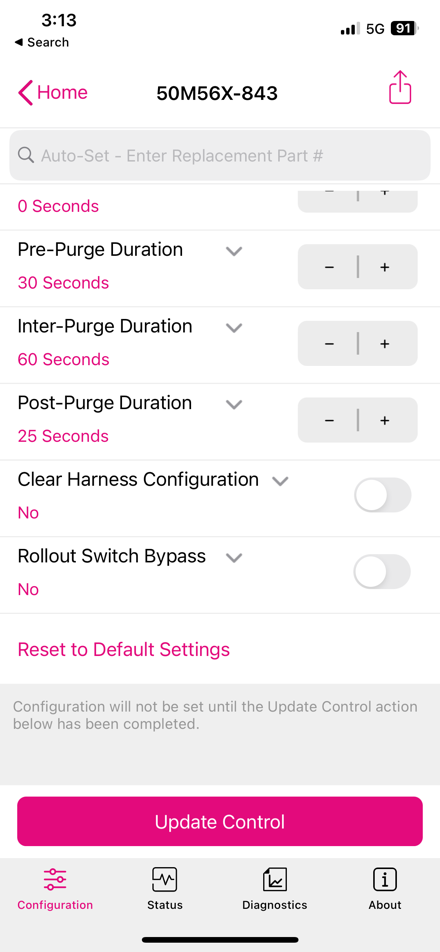 3:13
5G 91
◀ Search
Home
50M56X-843
Auto-Set - Enter Replacement Part #
0 Seconds
− +
Pre-Purge Duration
30 Seconds
− +
Inter-Purge Duration
60 Seconds
− +
Post-Purge Duration
25 Seconds
− +
Clear Harness Configuration
No
Rollout Switch Bypass
No
Reset to Default Settings
Configuration will not be set until the Update Control action
below has been completed.
Update Control
Configuration
Status
Diagnostics
About